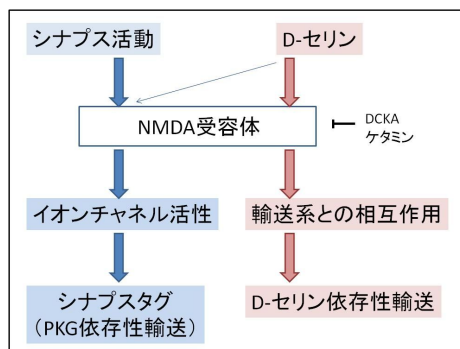 シナプス活動
D-セリン
NMDA受容体
DCKA
ケタミン
イオンチャネル活性
輸送系との相互作用
シナプスタグ
（PKG依存性輸送）
D-セリン依存性輸送